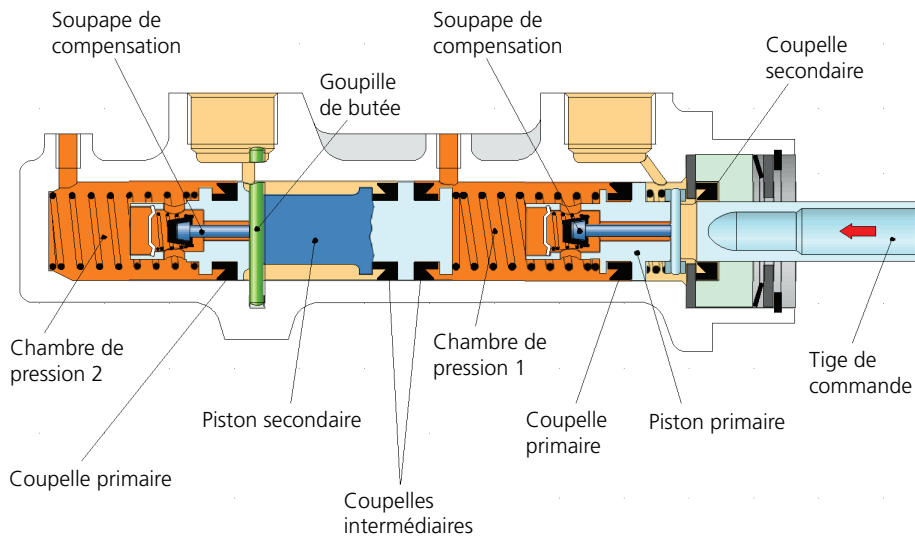 Soupape de
compensation
Goupille
de butée
Soupape de
compensation
Coupelle
secondaire
Chambre de
pression 2
Coupelle primaire
Piston secondaire
Coupelles
intermédiaires
Chambre de
pression 1
Coupelle
primaire
Piston primaire
Tige de
commande